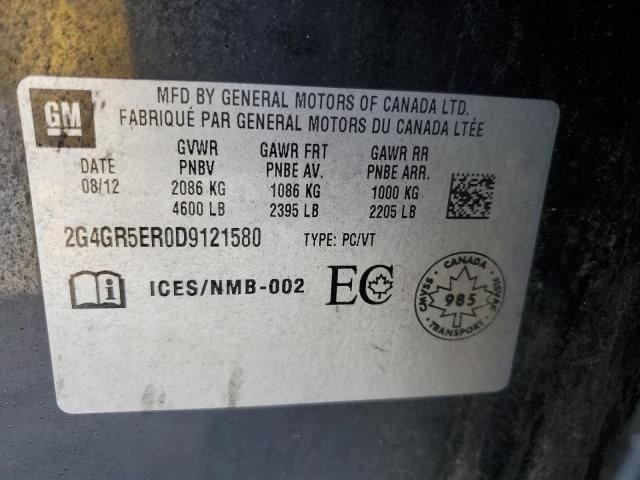 GM
MFD BY GENERAL MOTORS OF CANADA LTD.
FABRIQUÉ PAR GENERAL MOTORS DU CANADA LTÉE
DATE
08/12
GVWR
PNBV
2086 KG
4600 LB
GAWR FRT
PNBE AV.
1086 KG
2395 LB
GAWR RR
PNBE ARR.
1000 KG
2205 LB
2G4GR5ER0D9121580 TYPE: PC/VT
i ICES/NMB-002 EC
CANADA
CMVSS
985
NSVAC
TRANSPORT